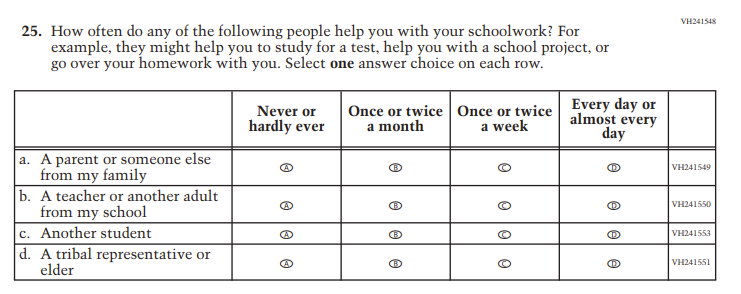 VH241548
25. How often do any of the following people help you with your schoolwork? For
example, they might help you to study for a test, help you with a school project, or
go over your homework with you. Select one answer choice on each row.
Never or
hardly ever
Once or twice
a month
Once or twice
a week
Every day or
almost every
day
a. A parent or someone else
from my family
A B C D VH241549
b. A teacher or another adult
from my school
A B C D VH241550
c. Another student A B C D VH241553
d. A tribal representative or
elder
A B C D VH241551